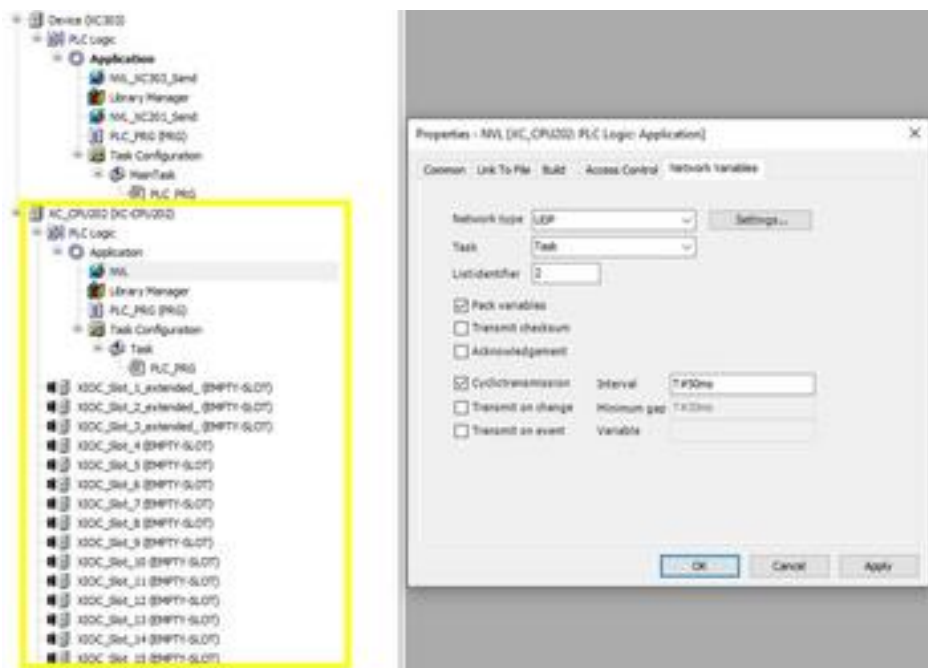 Device (XC303)
PLC Logic
Application
NVL_XC303_Send
Library Manager
NVL_XC201_Send
PLC_PRG (PRG)
Task Configuration
MainTask
PLC_PRG
XC_CPU202 (XC-CPU202)
PLC Logic
Application
NVL
Library Manager
PLC_PRG (PRG)
Task Configuration
Task
PLC_PRG
XIOC_Slot_1_extended_ (EMPTY-SLOT)
XIOC_Slot_2_extended_ (EMPTY-SLOT)
XIOC_Slot_3_extended_ (EMPTY-SLOT)
XIOC_Slot_4 (EMPTY-SLOT)
XIOC_Slot_5 (EMPTY-SLOT)
XIOC_Slot_6 (EMPTY-SLOT)
XIOC_Slot_7 (EMPTY-SLOT)
XIOC_Slot_8 (EMPTY-SLOT)
XIOC_Slot_9 (EMPTY-SLOT)
XIOC_Slot_10 (EMPTY-SLOT)
XIOC_Slot_11 (EMPTY-SLOT)
XIOC_Slot_12 (EMPTY-SLOT)
XIOC_Slot_13 (EMPTY-SLOT)
XIOC_Slot_14 (EMPTY-SLOT)
XIOC_Slot_15 (EMPTY-SLOT)
Properties - NVL [XC_CPU202: PLC Logic: Application]
Common Link To File Build Access Control Network Variables
Network type UDP Settings...
Task Task
Listidentifier 2
Pack variables
Transmit checksum
Acknowledgement
Cyclic transmission Interval T#50ms
Transmit on change Minimum gap T#20ms
Transmit on event Variable
OK Cancel Apply